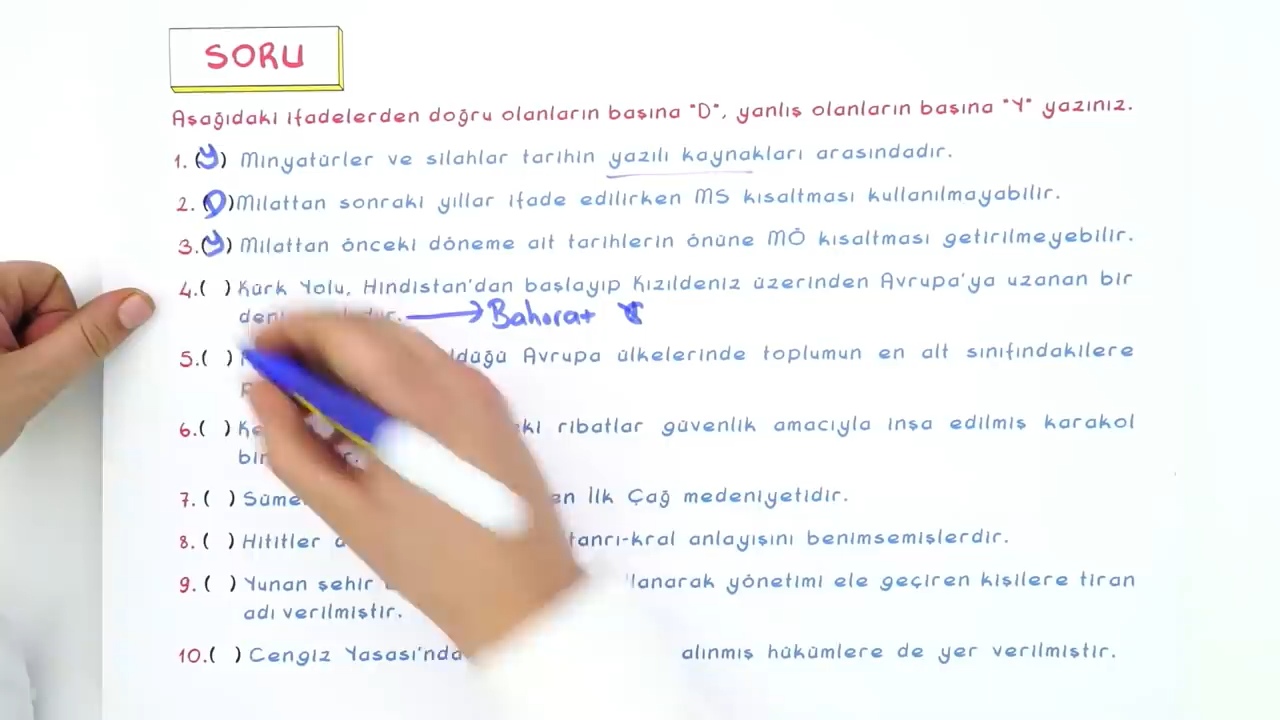 SORU
Aşağıdaki ifadelerden doğru olanların başına "D", yanlış olanların başına "Y" yazınız.
1. (Y) Minyatürler ve silahlar tarihin yazılı kaynakları arasındadır.
2. (D) Milattan sonraki yıllar ifade edilirken MS kısaltması kullanılmayabilir.
3. (Y) Milattan önceki döneme ait tarihlerin önüne MÖ kısaltması getirilmeyebilir.
4. ( ) Kürk Yolu, Hindistan'dan başlayıp Kızıldeniz üzerinden Avrupa'ya uzanan bir
Baharat Y
5. ( ) Avrupa ülkelerinde toplumun en alt sınıfındakilere
6. ( ) ribatlar güvenlik amacıyla inşa edilmiş karakol
7. ( ) İlk Çağ medeniyetidir.
8. ( ) Hititler tanrı-kral anlayışını benimsemişlerdir.
9. ( ) Yunan şehir yönetimi ele geçiren kişilere tiran
adı verilmiştir.
10. ( ) Cengiz Yasası'nda alınmış hükümlere de yer verilmiştir.